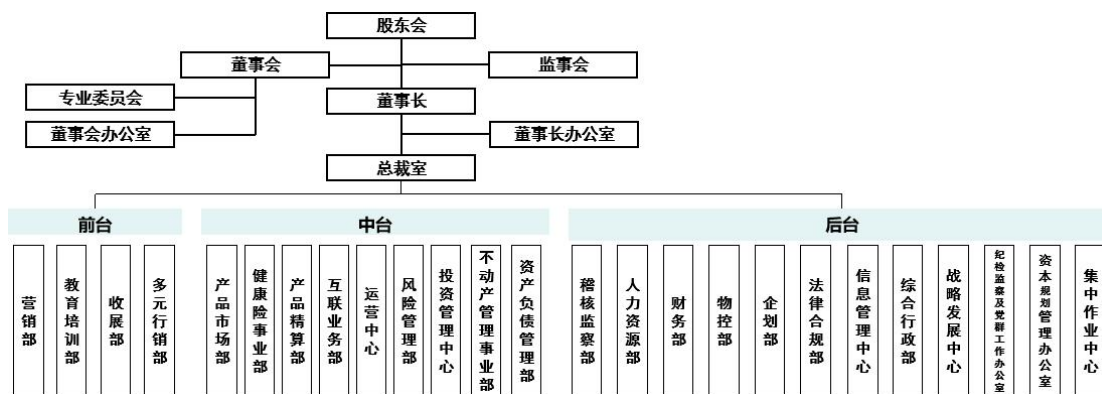 股东会
董事会
监事会
专业委员会
董事长
董事会办公室
董事长办公室
总裁室
前台
中台
后台
营销部
教育培训部
收展部
多元行销部
产品市场部
健康险事业部
产品精算部
互联业务部
运营中心
风险管理部
投资管理中心
不动产管理事业部
资产负债管理部
稽核监察部
人力资源部
财务部
物控部
企划部
法律合规部
信息管理中心
综合行政部
战略发展中心
纪检监察及党群工作办公室
资本规划管理办公室
集中作业中心